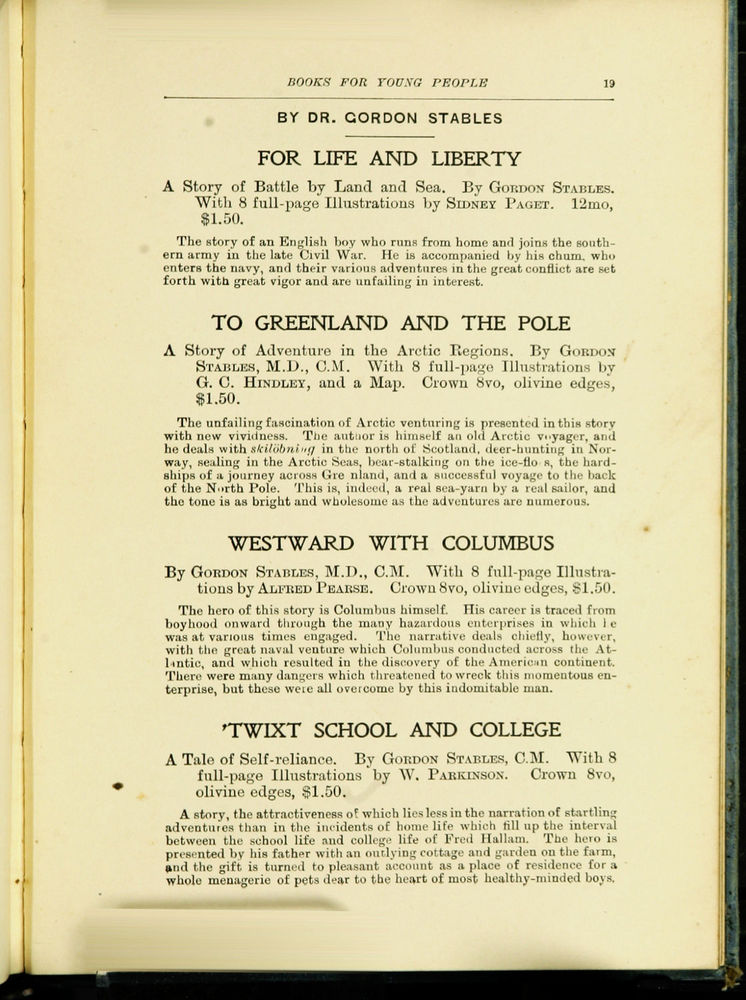 BOOKS FOR YOUNG PEOPLE 19
BY DR. GORDON STABLES
FOR LIFE AND LIBERTY
A Story of Battle by Land and Sea. By GORDON STABLES.
With 8 full-page Illustrations by SIDNEY PAGET. 12mo,
$1.50.
The story of an English boy who runs from home and joins the south-
ern army in the late Civil War. He is accompanied by his chum, who
enters the navy, and their various adventures in the great conflict are set
forth with great vigor and are unfailing in interest.
TO GREENLAND AND THE POLE
A Story of Adventure in the Arctic Regions. By GORDON
STABLES, M.D., C.M. With 8 full-page Illustrations by
G. C. HINDLEY, and a Map. Crown 8vo, olivine edges,
$1.50.
The unfailing fascination of Arctic venturing is presented in this story
with new vividness. The author is himself an old Arctic voyager, and
he deals with skilöbning in the north of Scotland, deer-hunting in Nor-
way, sealing in the Arctic Seas, bear-stalking on the ice-flo s, the hard-
ships of a journey across Gre nland, and a successful voyage to the back
of the North Pole. This is, indeed, a real sea-yarn by a real sailor, and
the tone is as bright and wholesome as the adventures are numerous.
WESTWARD WITH COLUMBUS
By GORDON STABLES, M.D., C.M. With 8 full-page Illustra-
tions by ALFRED PEARSE. Crown 8vo, olivine edges, $1.50.
The hero of this story is Columbus himself. His career is traced from
boyhood onward through the many hazardous enterprises in which he
was at various times engaged. The narrative deals chiefly, however,
with the great naval venture which Columbus conducted across the At-
lantic, and which resulted in the discovery of the American continent.
There were many dangers which threatened to wreck this momentous en-
terprise, but these were all overcome by this indomitable man.
'TWIXT SCHOOL AND COLLEGE
A Tale of Self-reliance. By GORDON STABLES, C.M. With 8
full-page Illustrations by W. PARKINSON. Crown 8vo,
olivine edges, $1.50.
A story, the attractiveness of which lies less in the narration of startling
adventures than in the incidents of home life which fill up the interval
between the school life and college life of Fred Hallam. The hero is
presented by his father with an outlying cottage and garden on the farm,
and the gift is turned to pleasant account as a place of residence for a
whole menagerie of pets dear to the heart of most healthy-minded boys.